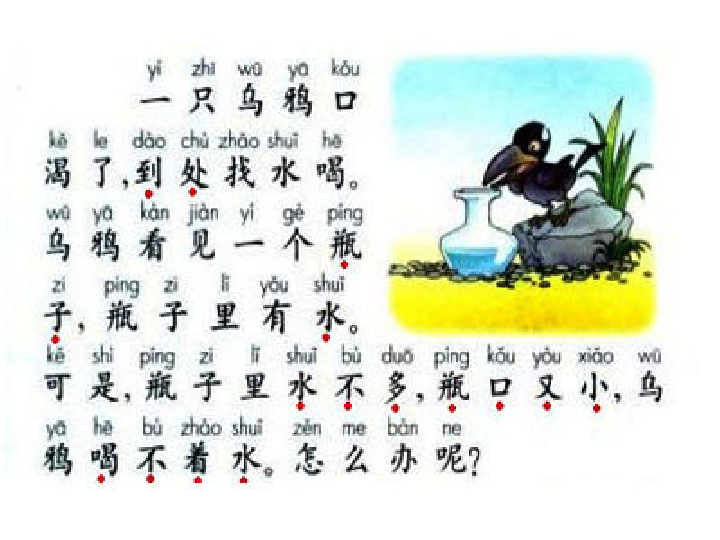 yì zhī wū yā kǒu
一只乌鸦口
kě le dào chù zhǎo shuǐ hē
渴了,到处找水喝。
wū yā kàn jiàn yí gè píng
乌鸦看见一个瓶
zi píng zi lǐ yǒu shuǐ
子,瓶子里有水。
kě shì píng zi lǐ shuǐ bù duō píng kǒu yòu xiǎo wū
可是,瓶子里水不多,瓶口又小,乌
yā hē bù zháo shuǐ zěn me bàn ne
鸦喝不着水。怎么办呢?